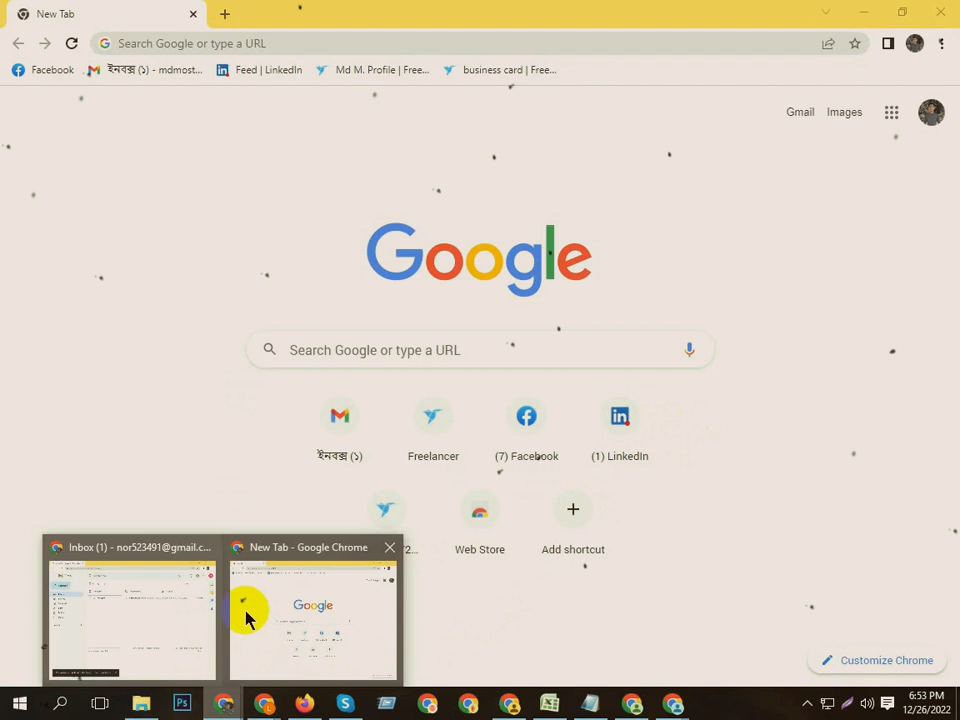 New Tab
Search Google or type a URL
Facebook
ইনবক্স (১) - mdmost...
Feed | LinkedIn
Md M. Profile | Free...
business card | Free...
Gmail
Images
Google
Search Google or type a URL
ইনবক্স (১)
Freelancer
(7) Facebook
(1) LinkedIn
Web Store
Add shortcut
Inbox (1) - nor523491@gmail.c...
New Tab - Google Chrome
Google
Customize Chrome
6:53 PM
12/26/2022